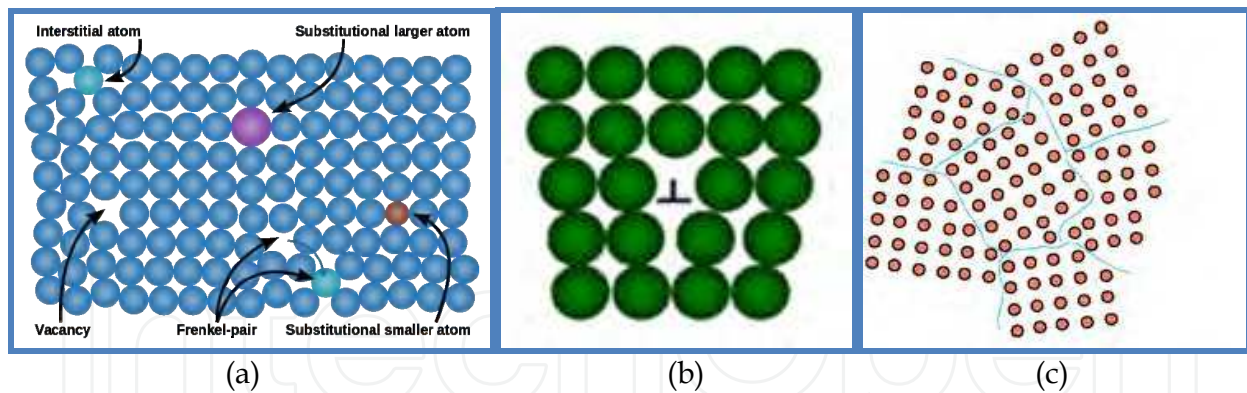 Interstitial atom
Substitutional larger atom
Vacancy
Frenkel-pair
Substitutional smaller atom
(a)
(b)
(c)